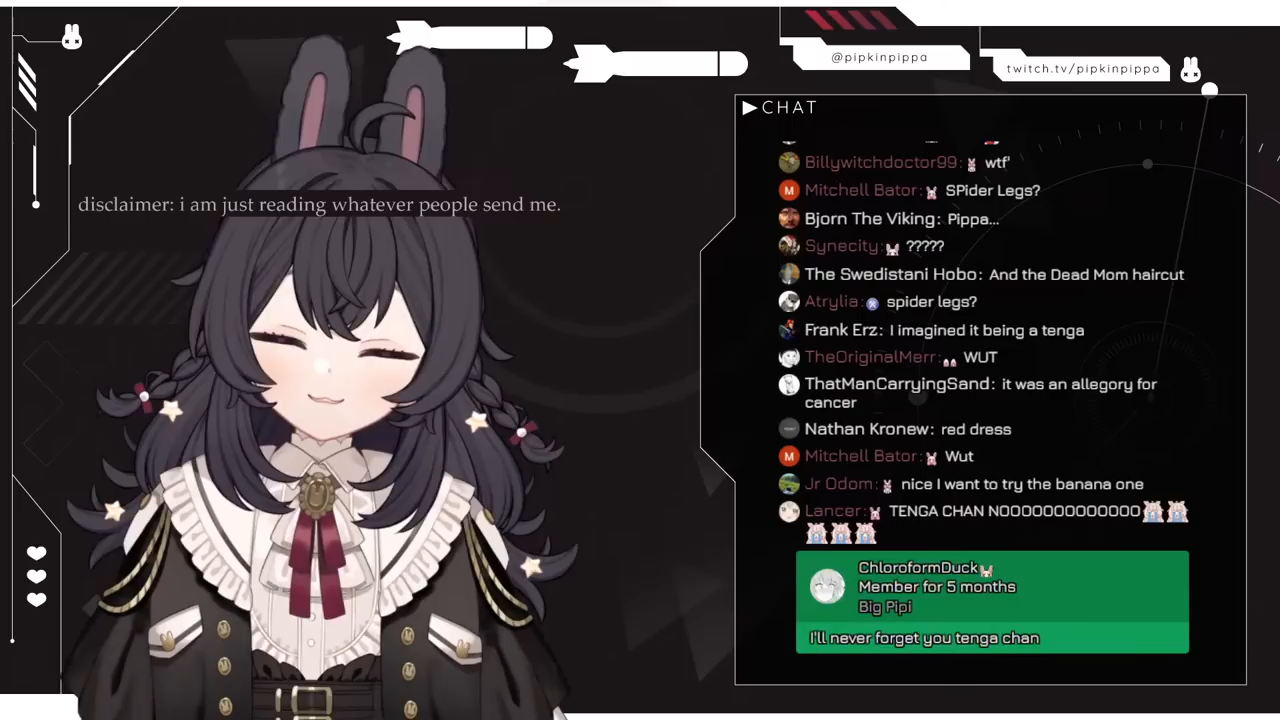 @pipkinpippa
twitch.tv/pipkinpippa
▶CHAT
Billywitchdoctor99: wtf'
Mitchell Bator: SPider Legs?
Bjorn The Viking: Pippa...
Synecity: ?????
The Swedistani Hobo: And the Dead Mom haircut
Atrylia: spider legs?
Frank Erz: I imagined it being a tenga
TheOriginalMerr: WUT
ThatManCarryingSand: it was an allegory for
cancer
Nathan Kronew: red dress
M Mitchell Bator: Wut
Jr Odom: nice I want to try the banana one
Lancer: TENGA CHAN NOOOOOOOOOOOOO
ChloroformDuck
Member for 5 months
Big Pipi
I'll never forget you tenga chan
disclaimer: i am just reading whatever people send me.